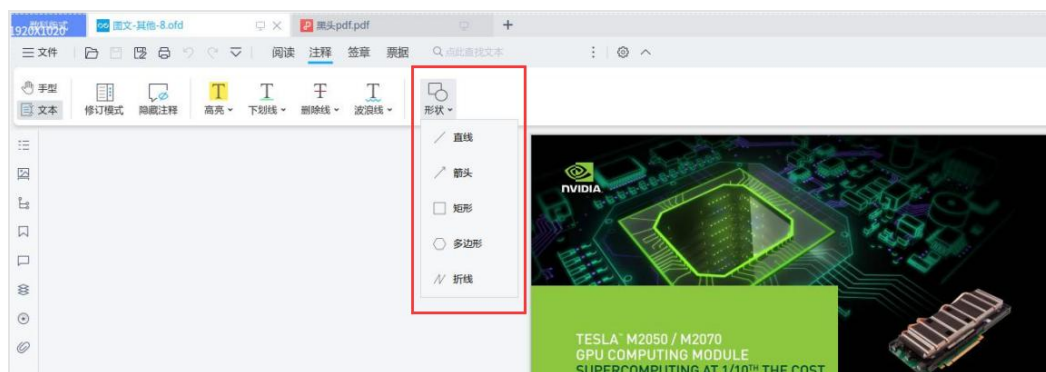 1920X1020
图文-其他-8.ofd
黑头pdf.pdf
文件
阅读 注释 签章 票据 点此查找文本
手型
文本
修订模式 隐藏注释 高亮 下划线 删除线 波浪线 形状
直线
箭头
矩形
多边形
折线
NVIDIA
TESLA™ M2050 / M2070
GPU COMPUTING MODULE
SUPERCOMPUTING AT 1/10TH THE COST